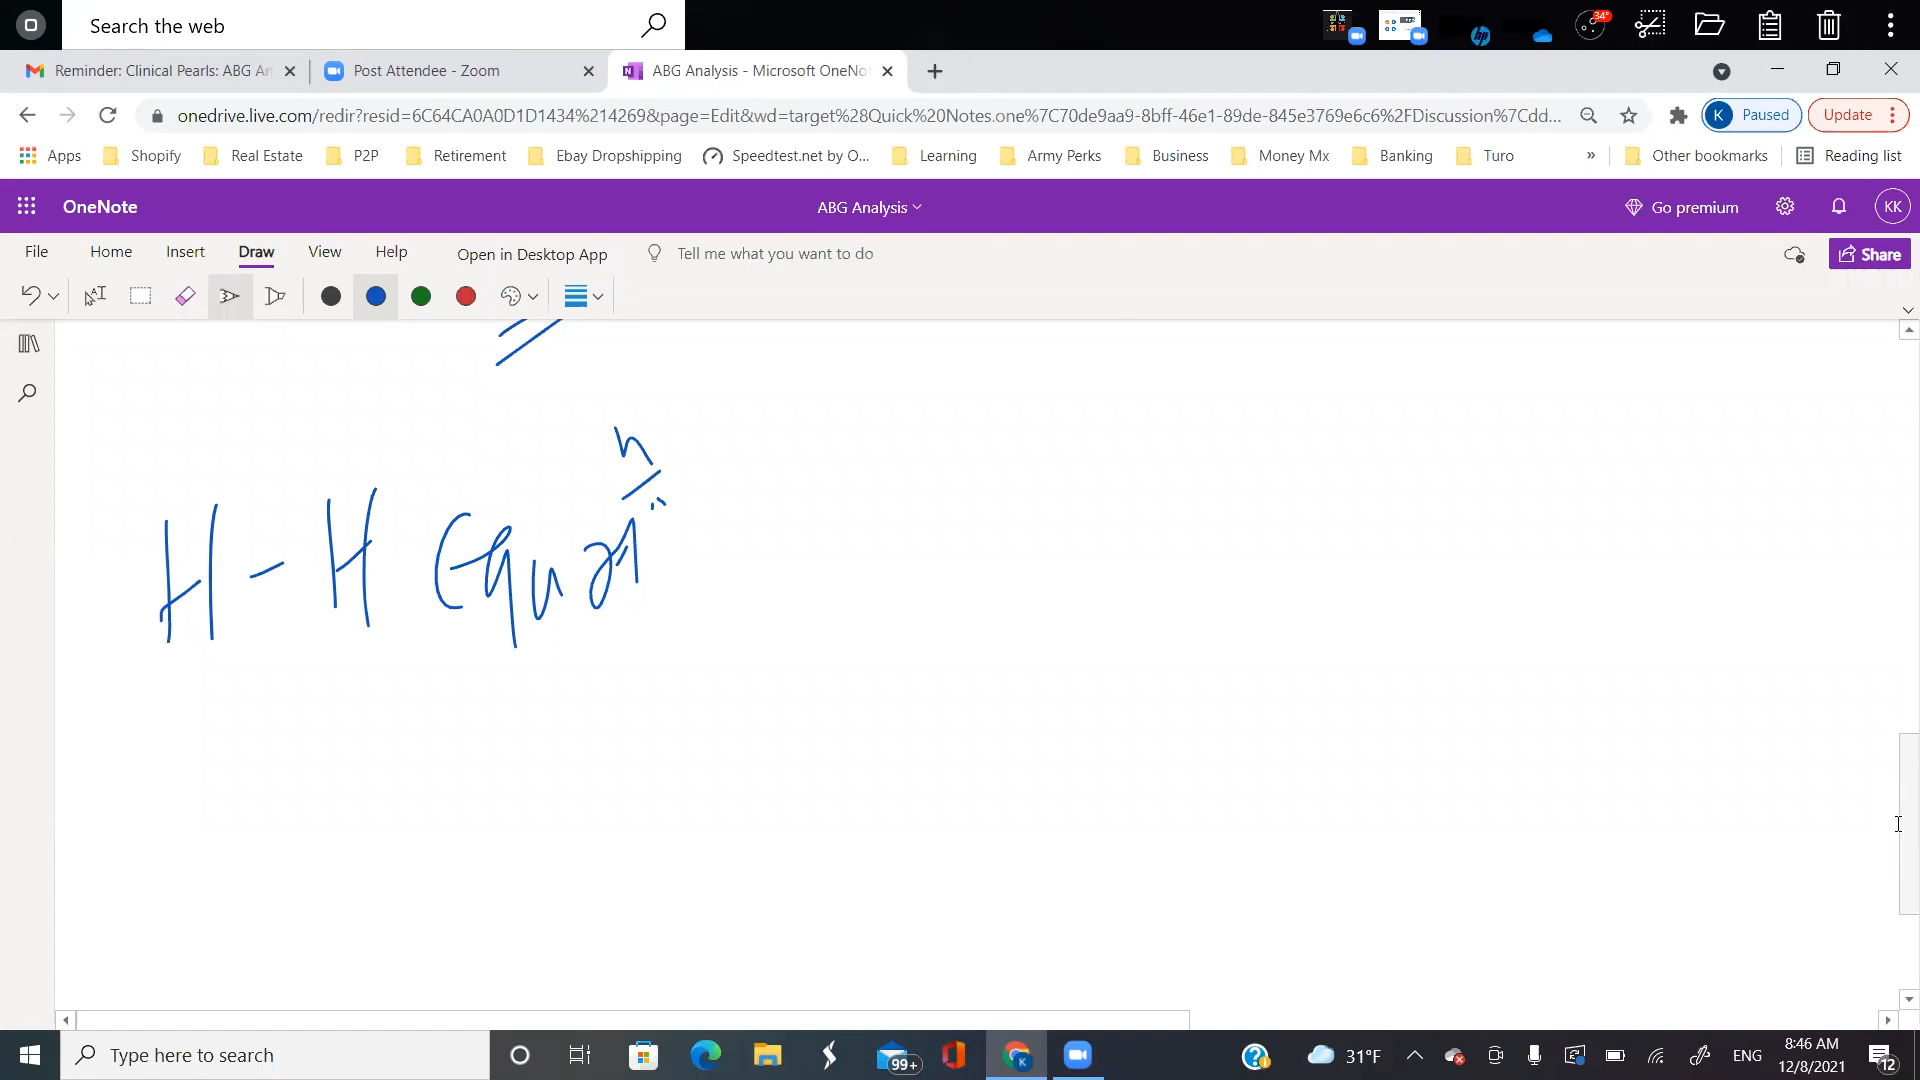 Search the web
34°
Reminder: Clinical Pearls: ABG An
Post Attendee - Zoom
ABG Analysis - Microsoft OneNo
onedrive.live.com/redir?resid=6C64CA0A0D1D1434%214269&page=Edit&wd=target%28Quick%20Notes.one%7C70de9aa9-8bff-46e1-89de-845e3769e6c6%2FDiscussion%7Cdd...
K Paused
Update
Apps Shopify Real Estate P2P Retirement Ebay Dropshipping Speedtest.net by O... Learning Army Perks Business Money Mx Banking Turo » Other bookmarks Reading list
OneNote
ABG Analysis
Go premium
KK
File Home Insert Draw View Help Open in Desktop App Tell me what you want to do
Share
H - H Equatn
Type here to search
99+
31°F
ENG
8:46 AM
12/8/2021
12